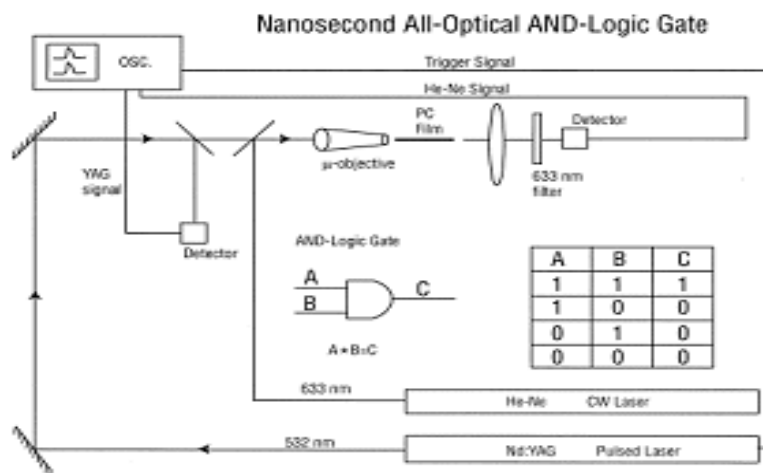 Nanosecond All-Optical AND-Logic Gate
OSC.
Trigger Signal
He-Ne Signal
PC
Film
Detector
μ-objective
633 nm
filter
YAG
signal
Detector
AND-Logic Gate
A
B
C
A • B=C
A B C
1 1 1
1 0 0
0 1 0
0 0 0
633 nm
He-Ne CW Laser
532 nm
Nd:YAG Pulsed Laser